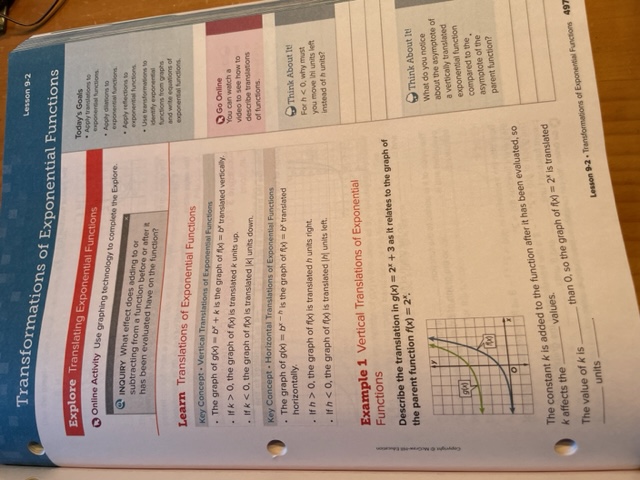 Lesson 9-2
Transformations of Exponential Functions
Explore Translating Exponential Functions
Online Activity Use graphing technology to complete the Explore.
INQUIRY What effect does adding to or
subtracting from a function before or after it
has been evaluated have on the function?
Learn Translations of Exponential Functions
Key Concept • Vertical Translations of Exponential Functions
• The graph of g(x) = bˣ + k is the graph of f(x) = bˣ translated vertically.
• If k > 0, the graph of f(x) is translated k units up.
• If k < 0, the graph of f(x) is translated |k| units down.
Key Concept • Horizontal Translations of Exponential Functions
• The graph of g(x) = bˣ⁻ʰ is the graph of f(x) = bˣ translated
horizontally.
• If h > 0, the graph of f(x) is translated h units right.
• If h < 0, the graph of f(x) is translated |h| units left.
Example 1 Vertical Translations of Exponential
Functions
Describe the translation in g(x) = 2ˣ + 3 as it relates to the graph of
the parent function f(x) = 2ˣ.
y
g(x)
f(x)
O
x
The constant k is added to the function after it has been evaluated, so
k affects the ______ values.
The value of k is ______ than 0, so the graph of f(x) = 2ˣ is translated
______ units ______
Today's Goals
• Apply translations to
exponential functions.
• Apply dilations to
exponential functions.
• Apply reflections to
exponential functions.
• Use transformations to
identify exponential
functions from graphs
and write equations of
exponential functions.
Go Online
You can watch a
video to see how to
describe translations
of functions.
Think About It!
For h < 0, why must
you move |h| units left
instead of h units?
Think About It!
What do you notice
about the asymptote of
a vertically translated
exponential function
compared to the
asymptote of the
parent function?
Copyright © McGraw-Hill Education
Lesson 9-2 • Transformations of Exponential Functions 497